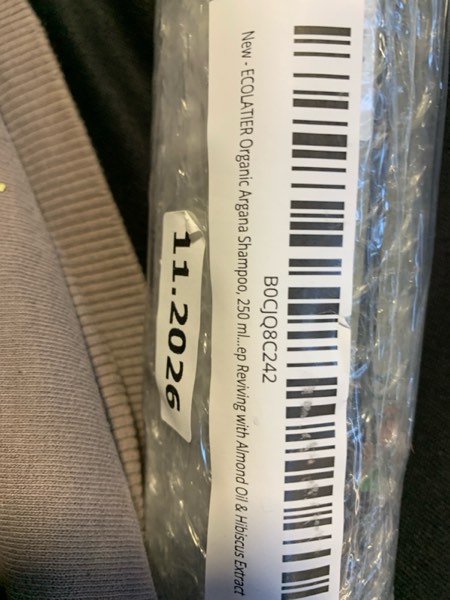 B0CJQ8C242
New - ECOLATIER Organic Argana Shampoo, 250 ml...ep Reviving with Almond Oil & Hibiscus Extract
11.2026